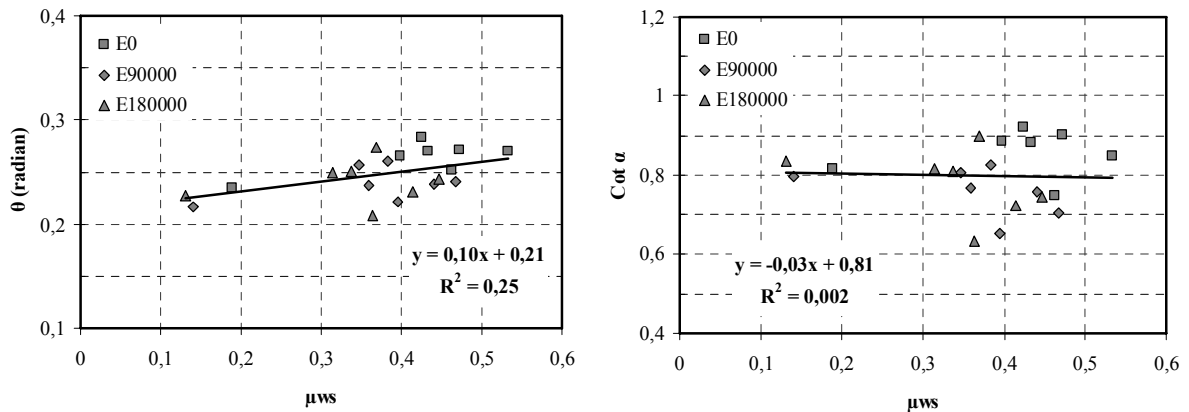 0,4
0,3
0,2
0,1
θ (radian)
E0
E90000
E180000
y = 0,10x + 0,21
R² = 0,25
0 0,1 0,2 0,3 0,4 0,5 0,6
μws
1,2
1
0,8
0,6
0,4
Cot α
E0
E90000
E180000
y = -0,03x + 0,81
R² = 0,002
0 0,1 0,2 0,3 0,4 0,5 0,6
μws